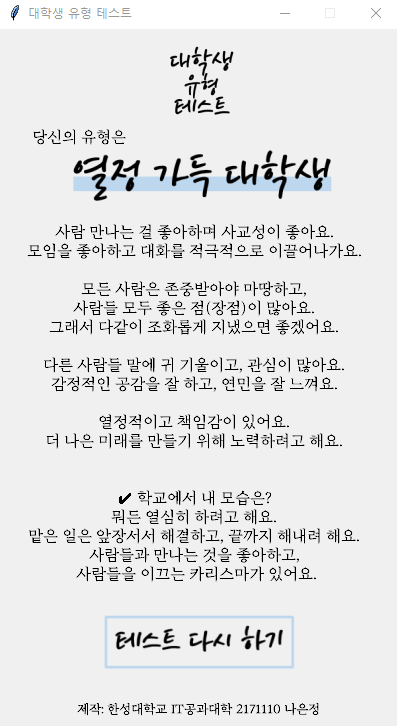 대학생 유형 테스트
대학생
유형
테스트
당신의 유형은
열정 가득 대학생
사람 만나는 걸 좋아하며 사교성이 좋아요.
모임을 좋아하고 대화를 적극적으로 이끌어나가요.
모든 사람은 존중받아야 마땅하고,
사람들 모두 좋은 점(장점)이 많아요.
그래서 다같이 조화롭게 지냈으면 좋겠어요.
다른 사람들 말에 귀 기울이고, 관심이 많아요.
감정적인 공감을 잘 하고, 연민을 잘 느껴요.
열정적이고 책임감이 있어요.
더 나은 미래를 만들기 위해 노력하려고 해요.
✔ 학교에서 내 모습은?
뭐든 열심히 하려고 해요.
맡은 일은 앞장서서 해결하고, 끝까지 해내려 해요.
사람들과 만나는 것을 좋아하고,
사람들을 이끄는 카리스마가 있어요.
테스트 다시 하기
제작: 한성대학교 IT공과대학 2171110 나은정